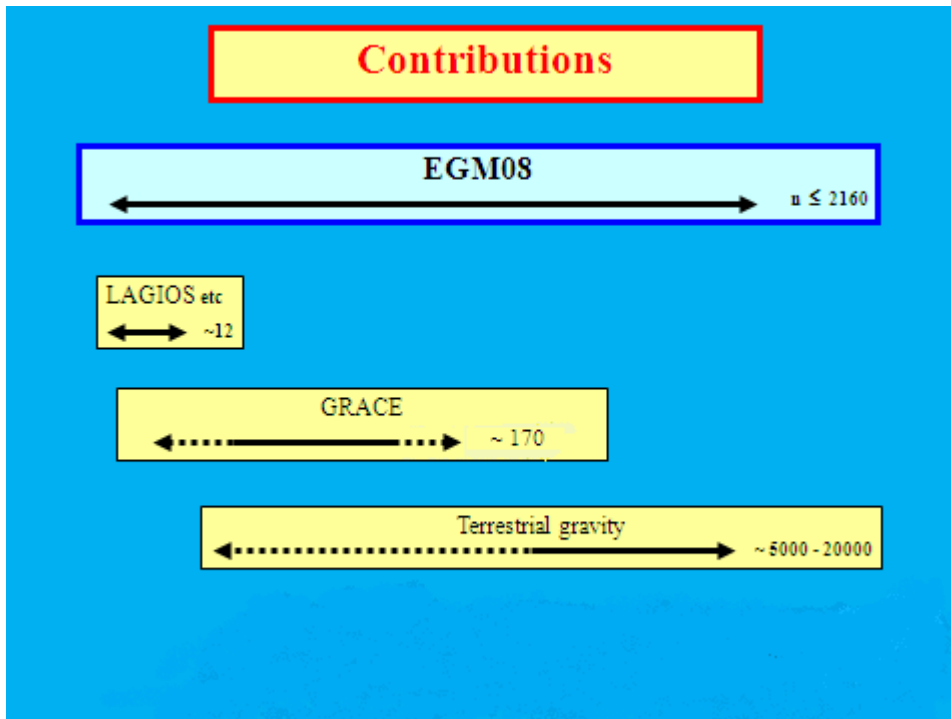 Contributions
EGM08
n ≤ 2160
LAGIOS etc
~12
GRACE
~ 170
Terrestrial gravity
~ 5000 - 20000